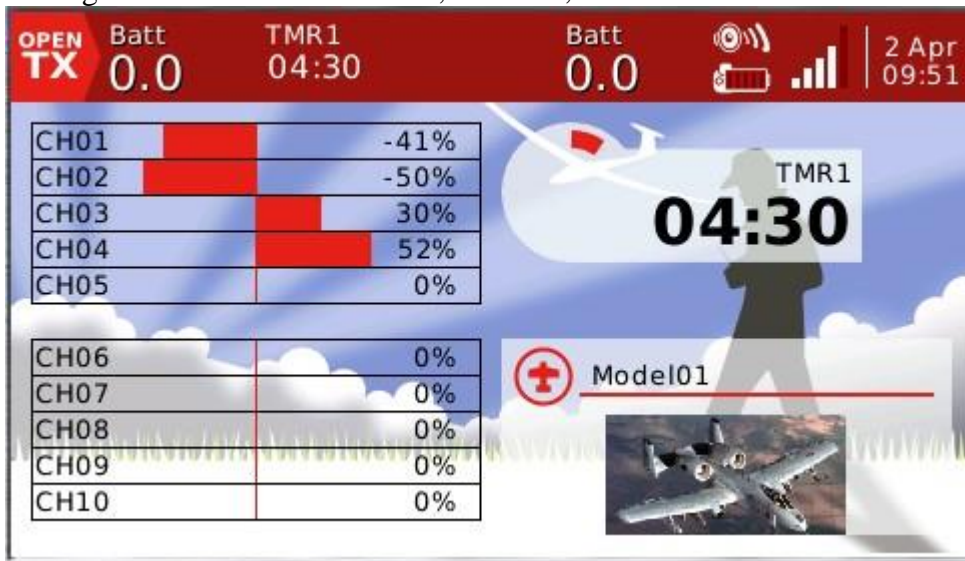 OPEN TX
Batt
0.0
TMR1
04:30
Batt
0.0
2 Apr
09:51
CH01 -41%
CH02 -50%
CH03 30%
CH04 52%
CH05 0%
CH06 0%
CH07 0%
CH08 0%
CH09 0%
CH10 0%
TMR1
04:30
Model01